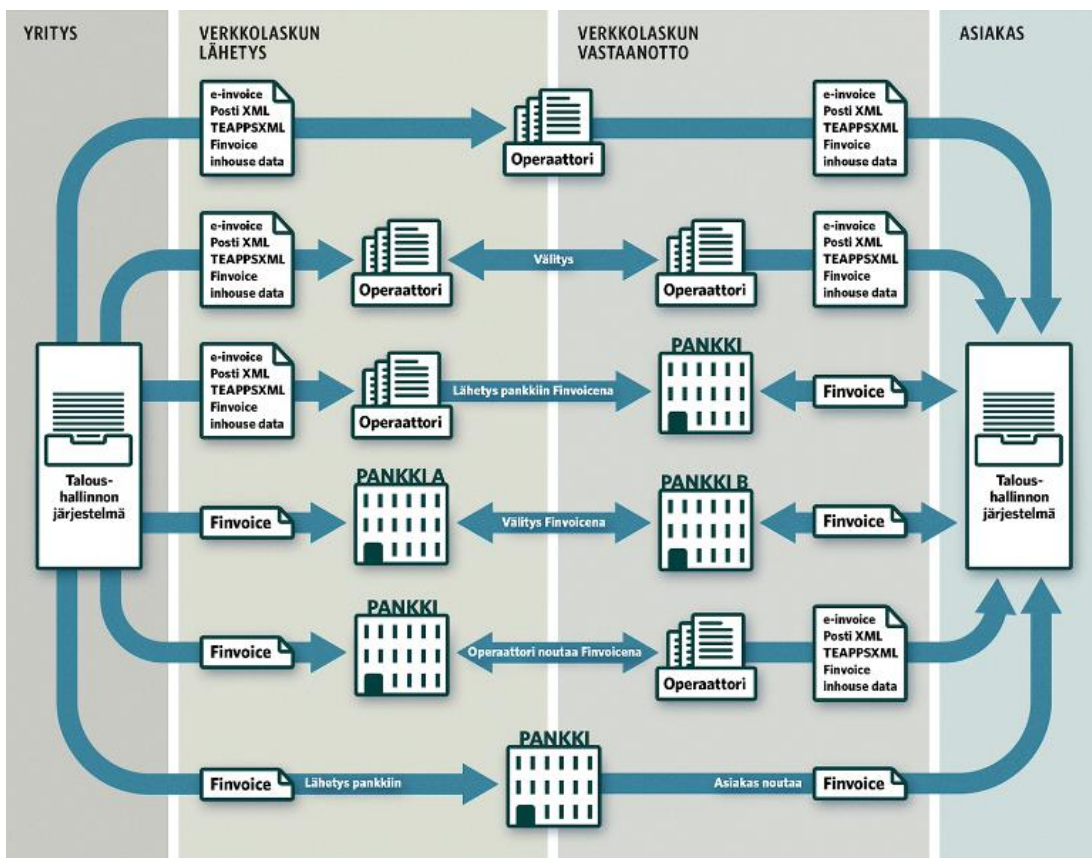 YRITYS
VERKKOLASKUN
LÄHETYS
VERKKOLASKUN
VASTAANOTTO
ASIAKAS
e-invoice
Posti XML
TEAPPSXML
Finvoice
inhouse data
Operaattori
e-invoice
Posti XML
TEAPPSXML
Finvoice
inhouse data
e-invoice
Posti XML
TEAPPSXML
Finvoice
inhouse data
Operaattori
Välitys
Operaattori
e-invoice
Posti XML
TEAPPSXML
Finvoice
inhouse data
e-invoice
Posti XML
TEAPPSXML
Finvoice
inhouse data
Operaattori
Lähetys pankkiin Finvoicena
PANKKI
Finvoice
Talous-
hallinnon
järjestelmä
Talous-
hallinnon
järjestelmä
Finvoice
PANKKI A
Välitys Finvoicena
PANKKI B
Finvoice
Finvoice
PANKKI
Operaattori noutaa Finvoicena
Operaattori
e-invoice
Posti XML
TEAPPSXML
Finvoice
inhouse data
Finvoice
Lähetys pankkiin
PANKKI
Asiakas noutaa
Finvoice